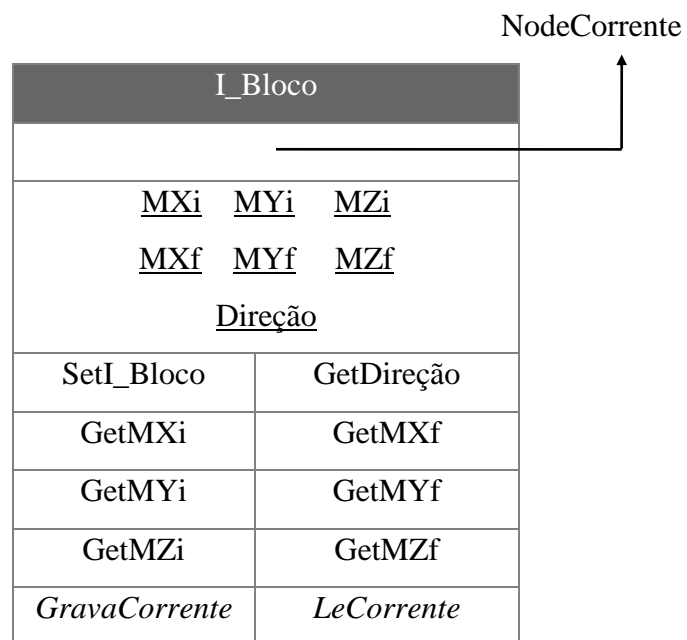 NodeCorrente
I_Bloco
MXi MYi MZi
MXf MYf MZf
Direção
SetI_Bloco GetDireção
GetMXi GetMXf
GetMYi GetMYf
GetMZi GetMZf
GravaCorrente LeCorrente